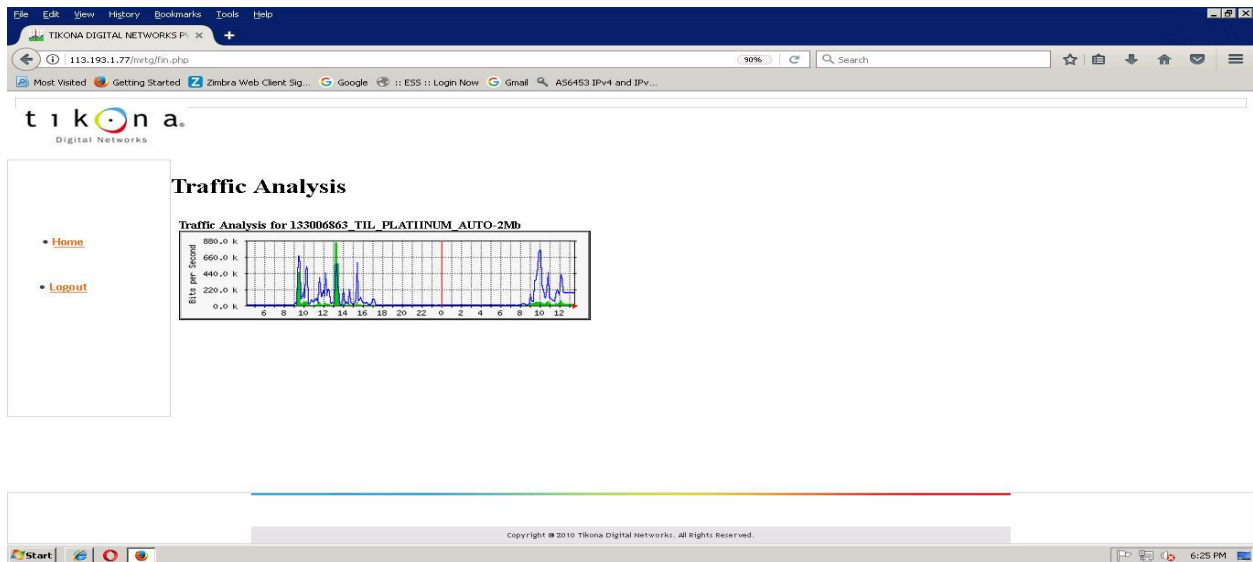 File Edit View History Bookmarks Tools Help
TIKONA DIGITAL NETWORKS PV
113.193.1.77/mrtg/fin.php 90% Search
Most Visited Getting Started Zimbra Web Client Sig... Google :: ESS :: Login Now Gmail AS6453 IPv4 and IPv...
tıkona
Digital Networks
Traffic Analysis
Home
Logout
Traffic Analysis for 133006863_TIL_PLATIINUM_AUTO-2Mb
Bits per Second
880.0 k
660.0 k
440.0 k
220.0 k
0.0 k
6 8 10 12 14 16 18 20 22 0 2 4 6 8 10 12
Copyright © 2010 Tikona Digital Networks. All Rights Reserved.
Start
6:25 PM